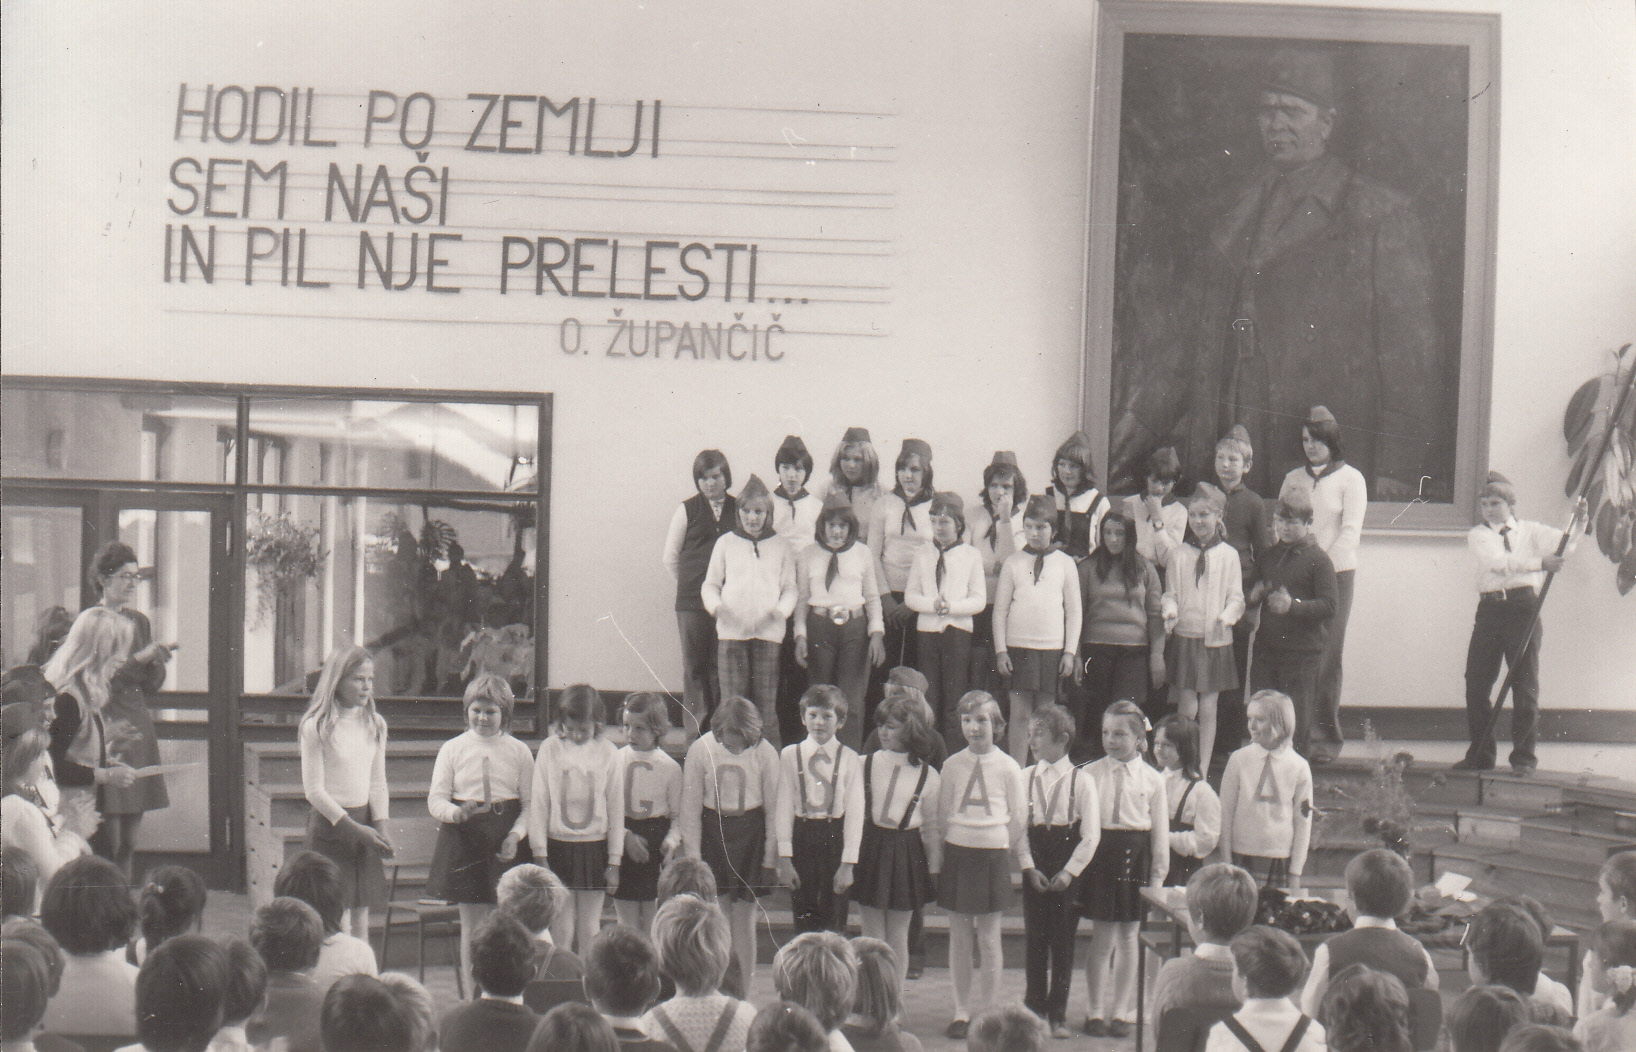 HODIL PO ZEMLJI
SEM NAŠI
IN PIL NJE PRELESTI...
O. ŽUPANČIČ
JUGOSLAVIJA